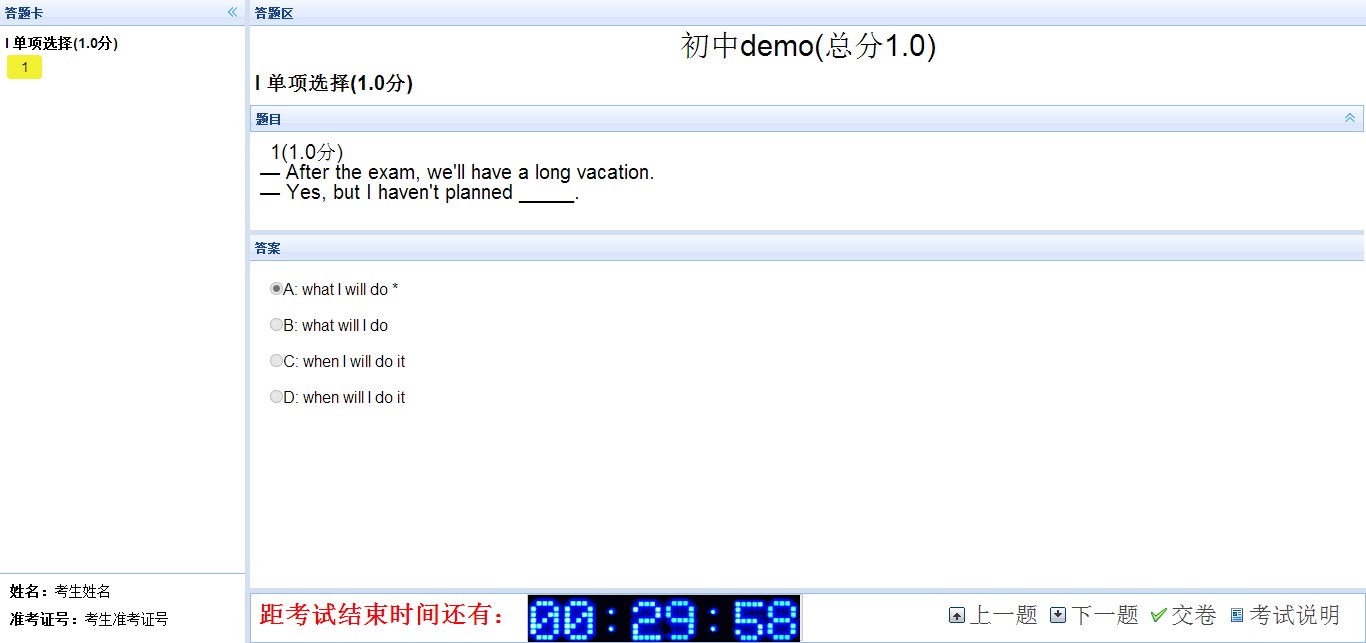 答题卡
I 单项选择(1.0分)
1
姓名：考生姓名
准考证号：考生准考证号
答题区
初中demo(总分1.0)
I 单项选择(1.0分)
题目
1(1.0分)
— After the exam, we'll have a long vacation.
— Yes, but I haven't planned _____.
答案
A: what I will do *
B: what will I do
C: when I will do it
D: when will I do it
距考试结束时间还有： 00:29:58 上一题 下一题 交卷 考试说明